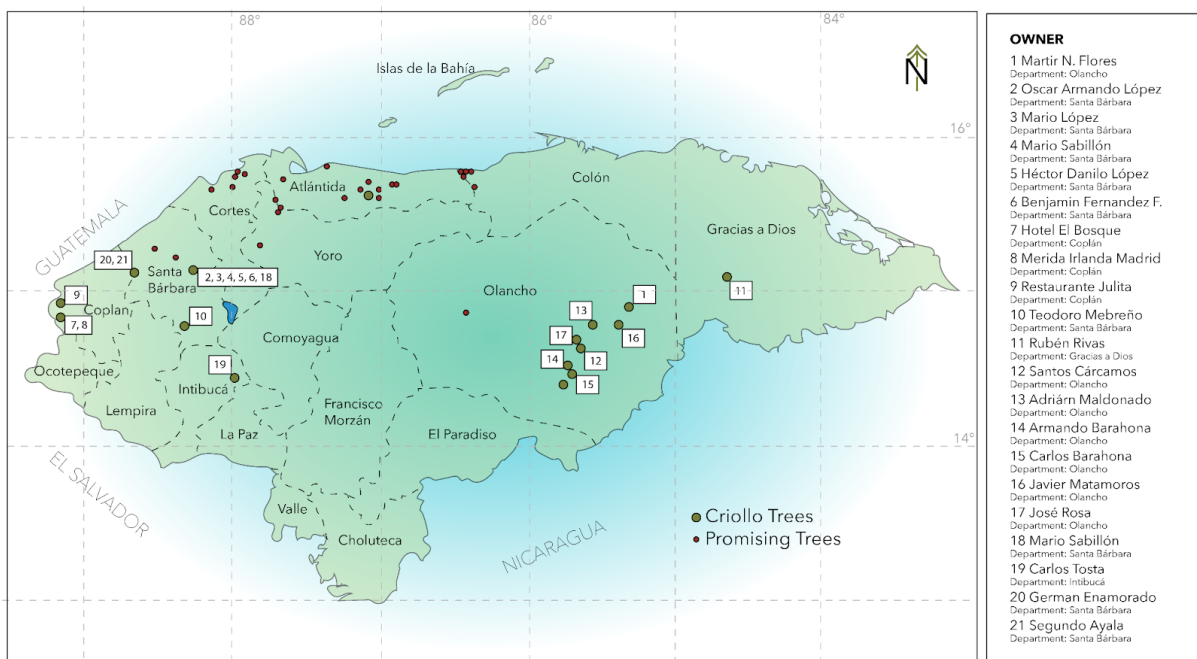 88°
86°
84°
Islas de la Bahía
N
16°
Atlántida
Colón
Cortes
GUATEMALA
Gracias a Dios
Yoro
20, 21
Santa
Bárbara
2, 3, 4, 5, 6, 18
Olancho
11
9
Coplan
1
13
7, 8
10
16
Comoyagua
17
12
14
19
Ocotepeque
Intibucá
15
Lempira
Francisco
Morzán
La Paz
El Paradiso
14°
EL SALVADOR
Valle
Choluteca
NICARAGUA
Criollo Trees
Promising Trees
OWNER
1 Martir N. Flores
Department: Olancho
2 Oscar Armando López
Department: Santa Bárbara
3 Mario López
Department: Santa Bárbara
4 Mario Sabillón
Department: Santa Bárbara
5 Héctor Danilo López
Department: Santa Bárbara
6 Benjamin Fernandez F.
Department: Santa Bárbara
7 Hotel El Bosque
Department: Coplán
8 Merida Irlanda Madrid
Department: Coplán
9 Restaurante Julita
Department: Coplán
10 Teodoro Mebreño
Department: Santa Bárbara
11 Rubén Rivas
Department: Gracias a Dios
12 Santos Cárcamos
Department: Olancho
13 Adriárn Maldonado
Department: Olancho
14 Armando Barahona
Department: Olancho
15 Carlos Barahona
Department: Olancho
16 Javier Matamoros
Department: Olancho
17 José Rosa
Department: Olancho
18 Mario Sabillón
Department: Santa Bárbara
19 Carlos Tosta
Department: Intibucá
20 German Enamorado
Department: Santa Bárbara
21 Segundo Ayala
Department: Santa Bárbara